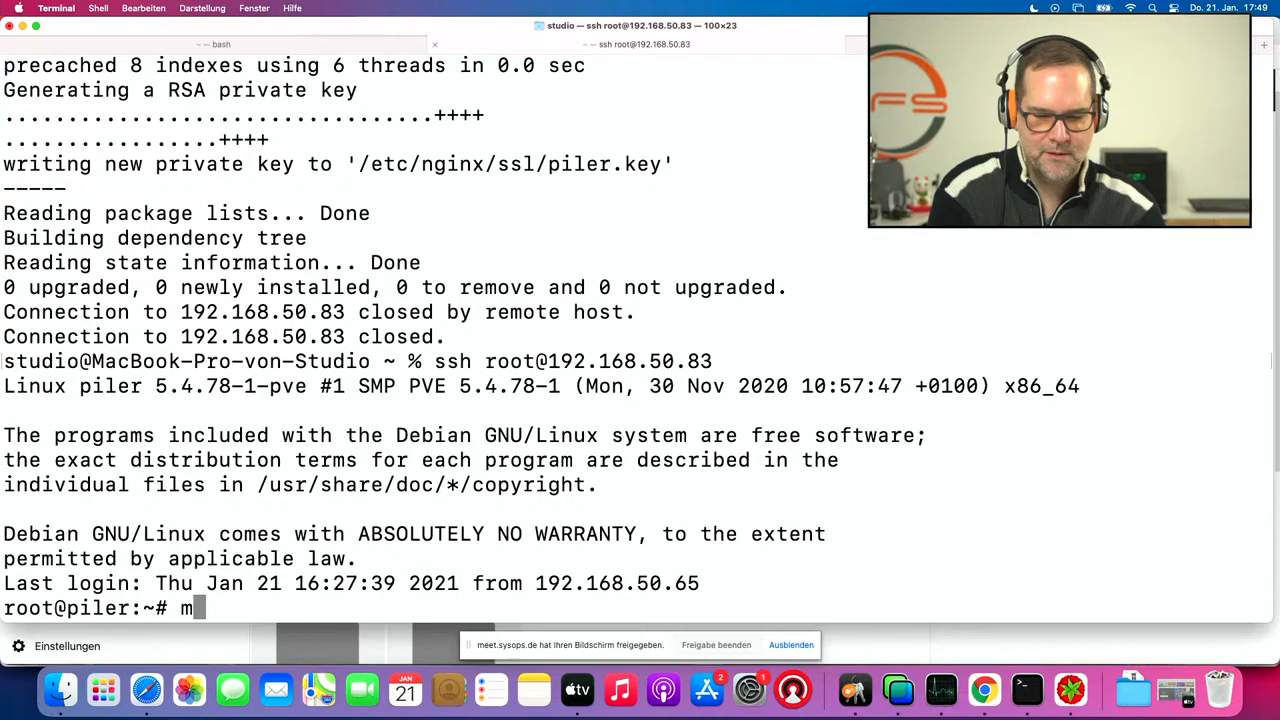 Terminal Shell Bearbeiten Darstellung Fenster Hilfe Do. 21. Jan. 17:49
studio — ssh root@192.168.50.83 — 100×23
~ — bash ~ — ssh root@192.168.50.83
precached 8 indexes using 6 threads in 0.0 sec
Generating a RSA private key
..................................++++
.................++++
writing new private key to '/etc/nginx/ssl/piler.key'
-----
Reading package lists... Done
Building dependency tree
Reading state information... Done
0 upgraded, 0 newly installed, 0 to remove and 0 not upgraded.
Connection to 192.168.50.83 closed by remote host.
Connection to 192.168.50.83 closed.
studio@MacBook-Pro-von-Studio ~ % ssh root@192.168.50.83
Linux piler 5.4.78-1-pve #1 SMP PVE 5.4.78-1 (Mon, 30 Nov 2020 10:57:47 +0100) x86_64
The programs included with the Debian GNU/Linux system are free software;
the exact distribution terms for each program are described in the
individual files in /usr/share/doc/*/copyright.
Debian GNU/Linux comes with ABSOLUTELY NO WARRANTY, to the extent
permitted by applicable law.
Last login: Thu Jan 21 16:27:39 2021 from 192.168.50.65
root@piler:~# m
Einstellungen
meet.sysops.de hat Ihren Bildschirm freigegeben. Freigabe beenden Ausblenden
JAN
21
tv
2
1
>_
FS